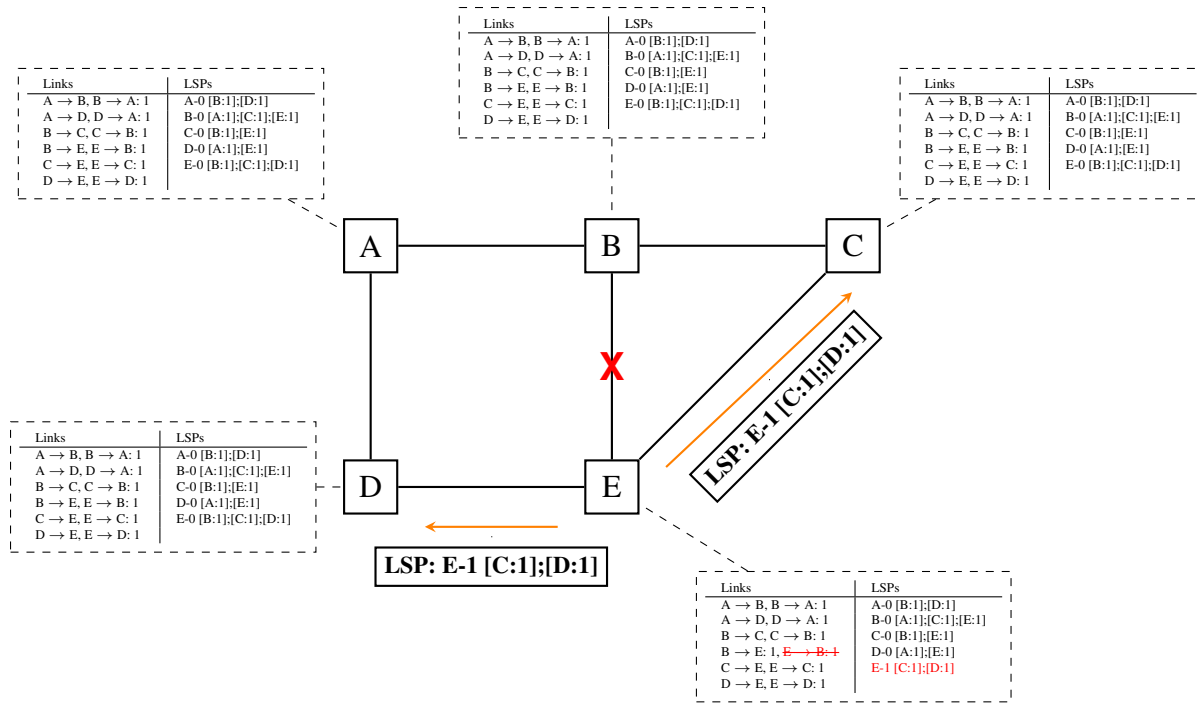 Links LSPs
A → B, B → A: 1 A-0 [B:1];[D:1]
A → D, D → A: 1 B-0 [A:1];[C:1];[E:1]
B → C, C → B: 1 C-0 [B:1];[E:1]
B → E, E → B: 1 D-0 [A:1];[E:1]
C → E, E → C: 1 E-0 [B:1];[C:1];[D:1]
D → E, E → D: 1
Links LSPs
A → B, B → A: 1 A-0 [B:1];[D:1]
A → D, D → A: 1 B-0 [A:1];[C:1];[E:1]
B → C, C → B: 1 C-0 [B:1];[E:1]
B → E, E → B: 1 D-0 [A:1];[E:1]
C → E, E → C: 1 E-0 [B:1];[C:1];[D:1]
D → E, E → D: 1
Links LSPs
A → B, B → A: 1 A-0 [B:1];[D:1]
A → D, D → A: 1 B-0 [A:1];[C:1];[E:1]
B → C, C → B: 1 C-0 [B:1];[E:1]
B → E, E → B: 1 D-0 [A:1];[E:1]
C → E, E → C: 1 E-0 [B:1];[C:1];[D:1]
D → E, E → D: 1
A
B
C
X
LSP: E-1 [C:1];[D:1]
Links LSPs
A → B, B → A: 1 A-0 [B:1];[D:1]
A → D, D → A: 1 B-0 [A:1];[C:1];[E:1]
B → C, C → B: 1 C-0 [B:1];[E:1]
B → E, E → B: 1 D-0 [A:1];[E:1]
C → E, E → C: 1 E-0 [B:1];[C:1];[D:1]
D → E, E → D: 1
D
E
LSP: E-1 [C:1];[D:1]
Links LSPs
A → B, B → A: 1 A-0 [B:1];[D:1]
A → D, D → A: 1 B-0 [A:1];[C:1];[E:1]
B → C, C → B: 1 C-0 [B:1];[E:1]
B → E: 1, E → B: 1 D-0 [A:1];[E:1]
C → E, E → C: 1 E-1 [C:1];[D:1]
D → E, E → D: 1